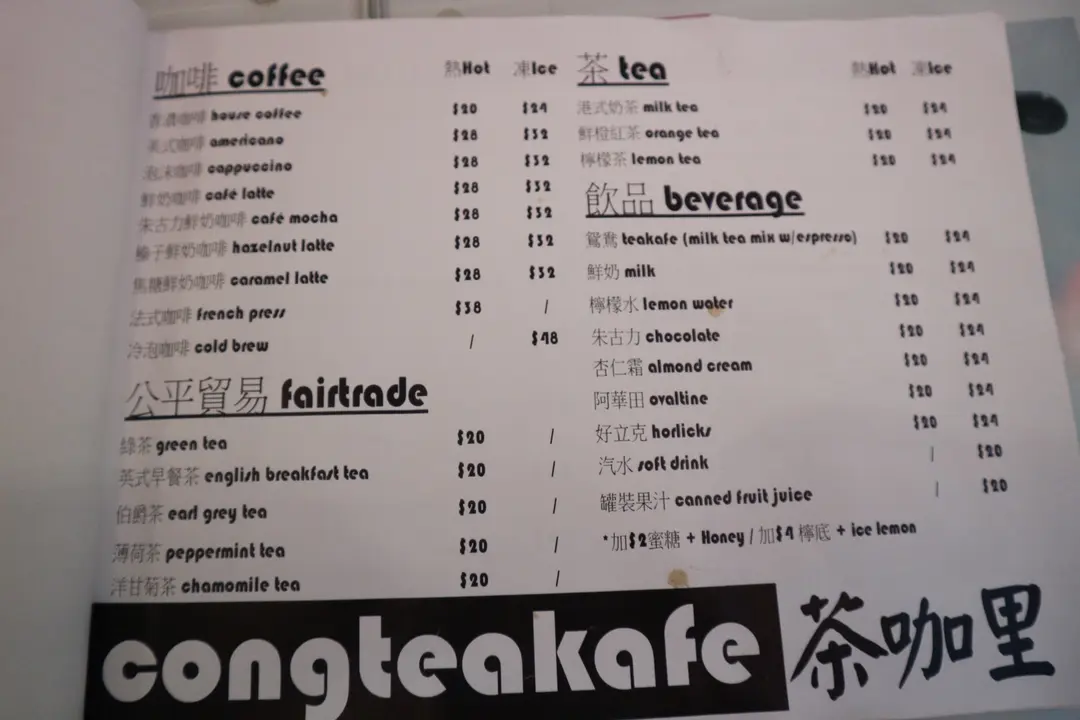 咖啡 coffee 熱Hot 凍Ice
香濃咖啡 house coffee $20 $24
美式咖啡 americano $28 $32
泡沫咖啡 cappuccino $28 $32
鮮奶咖啡 café latte $28 $32
朱古力鮮奶咖啡 café mocha $28 $32
榛子鮮奶咖啡 hazelnut latte $28 $32
焦糖鮮奶咖啡 caramel latte $28 $32
法式咖啡 french press $38 /
冷泡咖啡 cold brew / $48
公平貿易 fairtrade
綠茶 green tea $20 /
英式早餐茶 english breakfast tea $20 /
伯爵茶 earl grey tea $20 /
薄荷茶 peppermint tea $20 /
洋甘菊茶 chamomile tea $20 /
茶 tea 熱Hot 凍Ice
港式奶茶 milk tea $20 $24
鮮橙紅茶 orange tea $20 $24
檸檬茶 lemon tea $20 $24
飲品 beverage
鴛鴦 teakafe (milk tea mix w/espresso) $20 $24
鮮奶 milk $20 $24
檸檬水 lemon water $20 $24
朱古力 chocolate $20 $24
杏仁霜 almond cream $20 $24
阿華田 ovaltine $20 $24
好立克 horlicks $20 $24
汽水 soft drink / $20
罐裝果汁 canned fruit juice / $20
*加$2蜜糖 + Honey / 加$4 檸底 + ice lemon
congteakafe 茶咖里